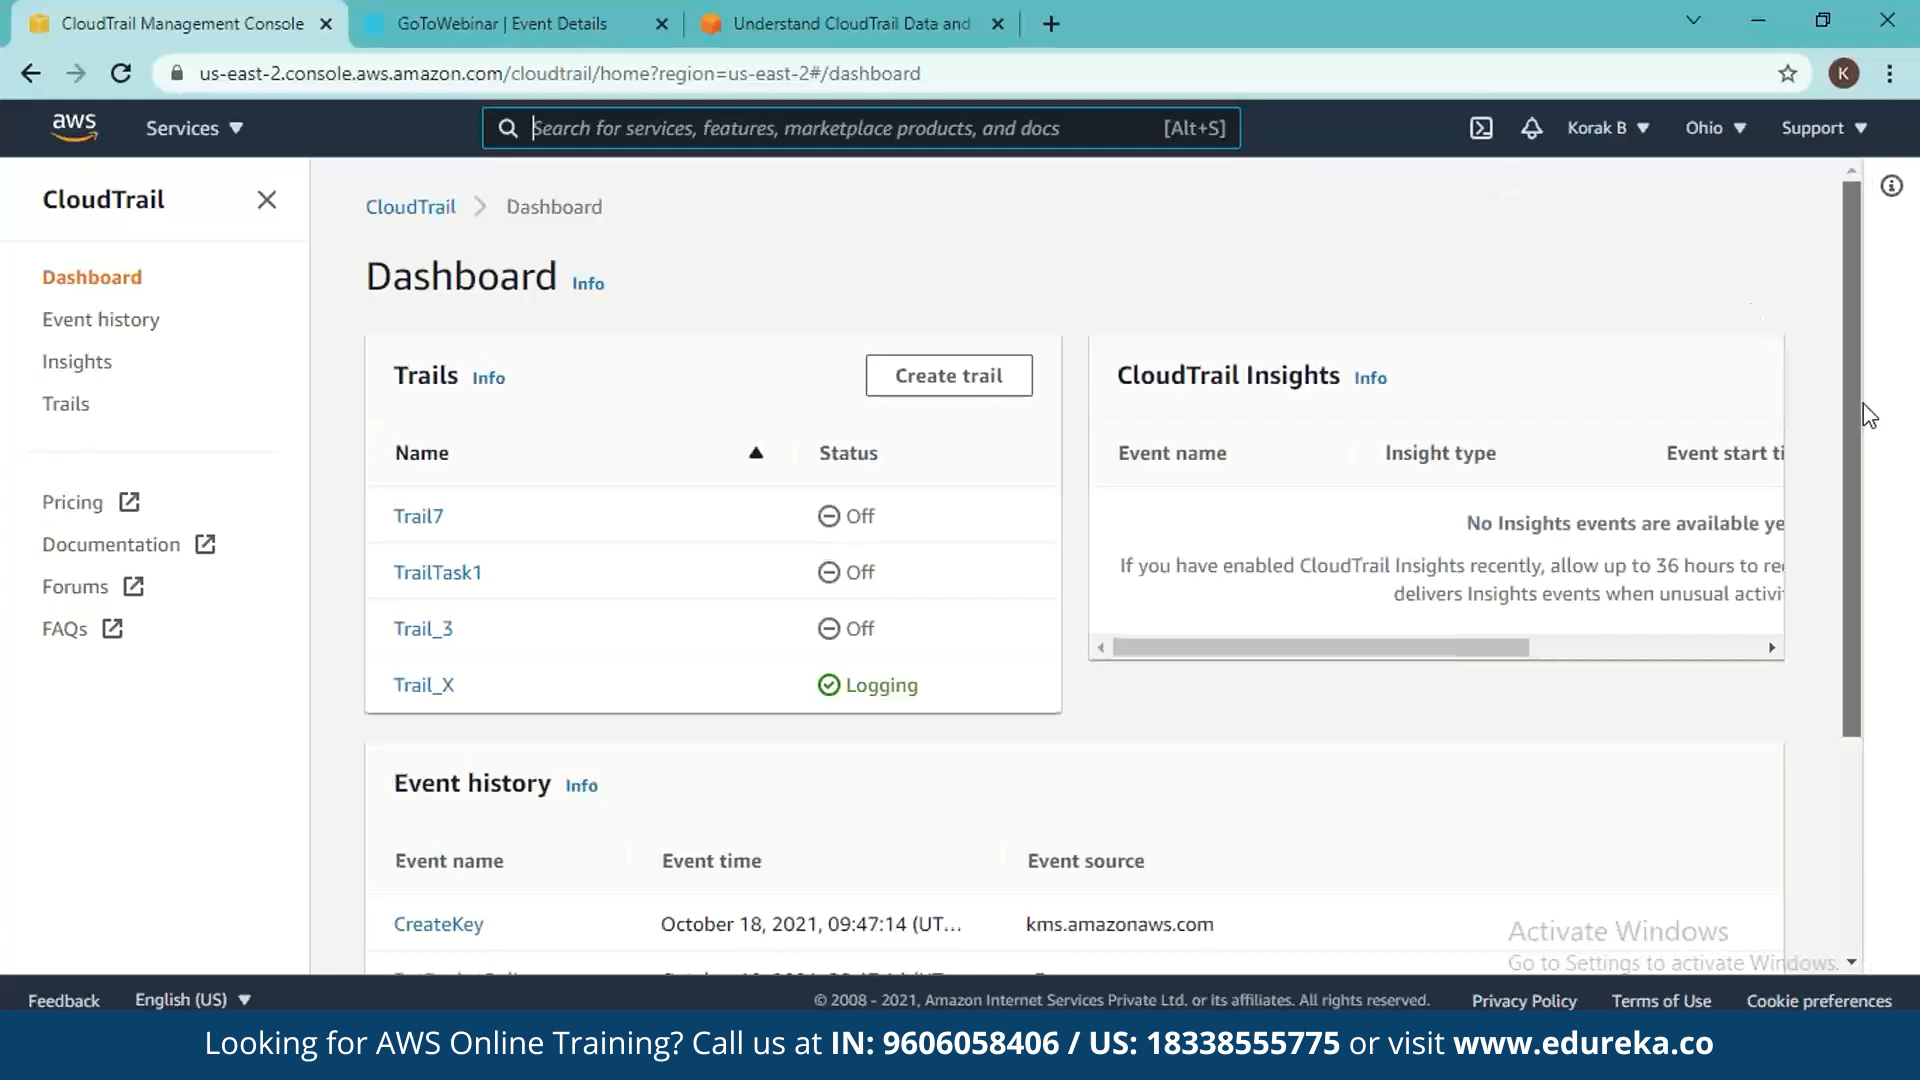 CloudTrail Management Console
GoToWebinar | Event Details
Understand CloudTrail Data and
us-east-2.console.aws.amazon.com/cloudtrail/home?region=us-east-2#/dashboard
K
aws
Services
Search for services, features, marketplace products, and docs
[Alt+S]
Korak B
Ohio
Support
CloudTrail
Dashboard
Event history
Insights
Trails
Pricing
Documentation
Forums
FAQs
CloudTrail
Dashboard
Dashboard Info
Trails Info
Create trail
Name
Status
Trail7
Off
TrailTask1
Off
Trail_3
Off
Trail_X
Logging
CloudTrail Insights Info
Event name
Insight type
Event start ti
No Insights events are available ye
If you have enabled CloudTrail Insights recently, allow up to 36 hours to re
delivers Insights events when unusual activi
Event history Info
Event name
Event time
Event source
CreateKey
October 18, 2021, 09:47:14 (UT...
kms.amazonaws.com
Activate Windows
Go to Settings to activate Windows.
Feedback
English (US)
© 2008 - 2021, Amazon Internet Services Private Ltd. or its affiliates. All rights reserved.
Privacy Policy
Terms of Use
Cookie preferences
Looking for AWS Online Training? Call us at IN: 9606058406 / US: 18338555775 or visit www.edureka.co